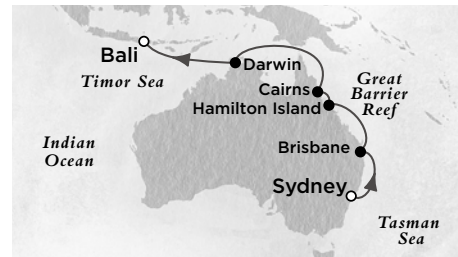 Bali
Darwin
Timor Sea
Cairns
Great
Barrier
Reef
Hamilton Island
Indian
Ocean
Brisbane
Sydney
Tasman
Sea